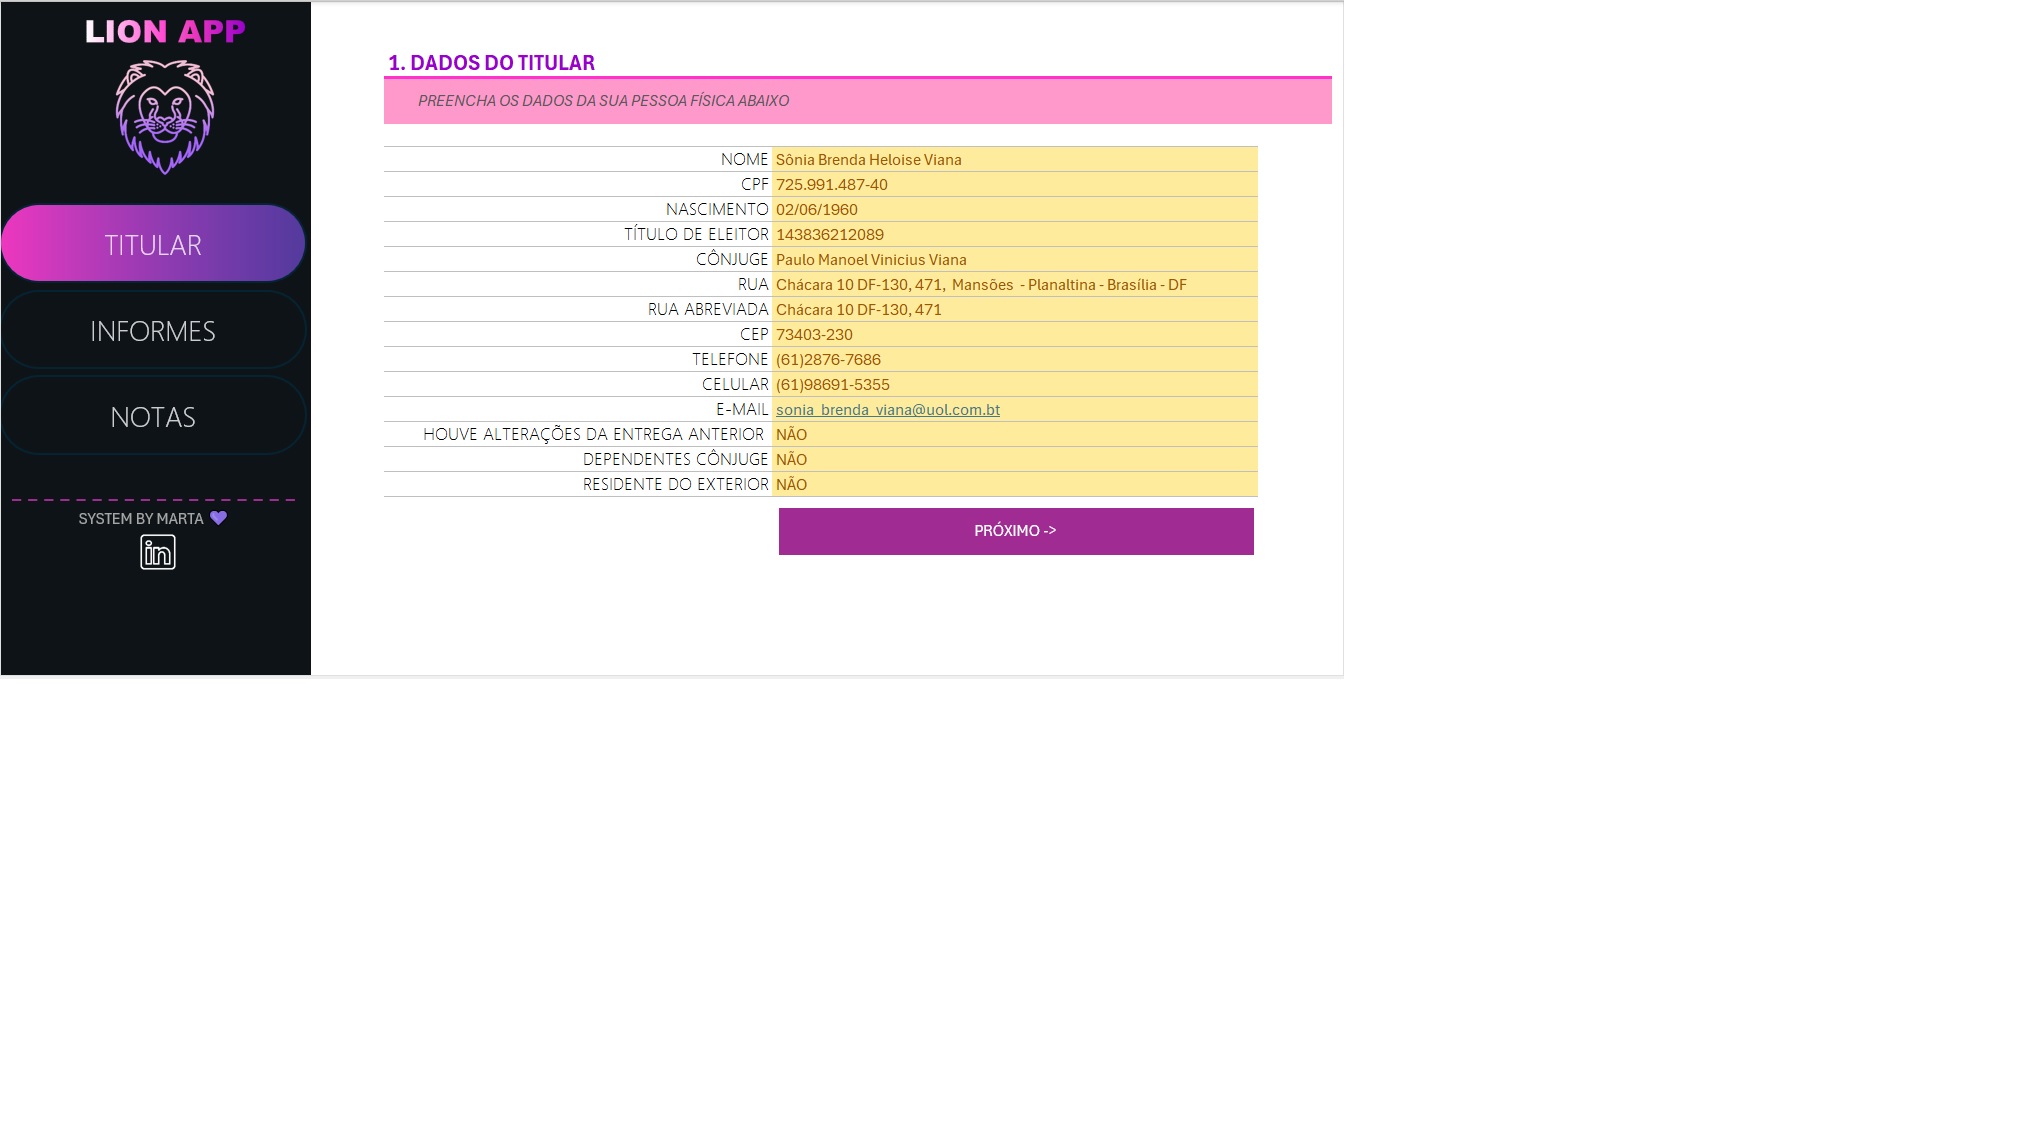 LION APP
TITULAR
INFORMES
NOTAS
SYSTEM BY MARTA 💜
in
1. DADOS DO TITULAR
PREENCHA OS DADOS DA SUA PESSOA FÍSICA ABAIXO
NOME Sônia Brenda Heloise Viana
CPF 725.991.487-40
NASCIMENTO 02/06/1960
TÍTULO DE ELEITOR 143836212089
CÔNJUGE Paulo Manoel Vinicius Viana
RUA Chácara 10 DF-130, 471, Mansões - Planaltina - Brasília - DF
RUA ABREVIADA Chácara 10 DF-130, 471
CEP 73403-230
TELEFONE (61)2876-7686
CELULAR (61)98691-5355
E-MAIL sonia_brenda_viana@uol.com.bt
HOUVE ALTERAÇÕES DA ENTREGA ANTERIOR NÃO
DEPENDENTES CÔNJUGE NÃO
RESIDENTE DO EXTERIOR NÃO
PRÓXIMO ->